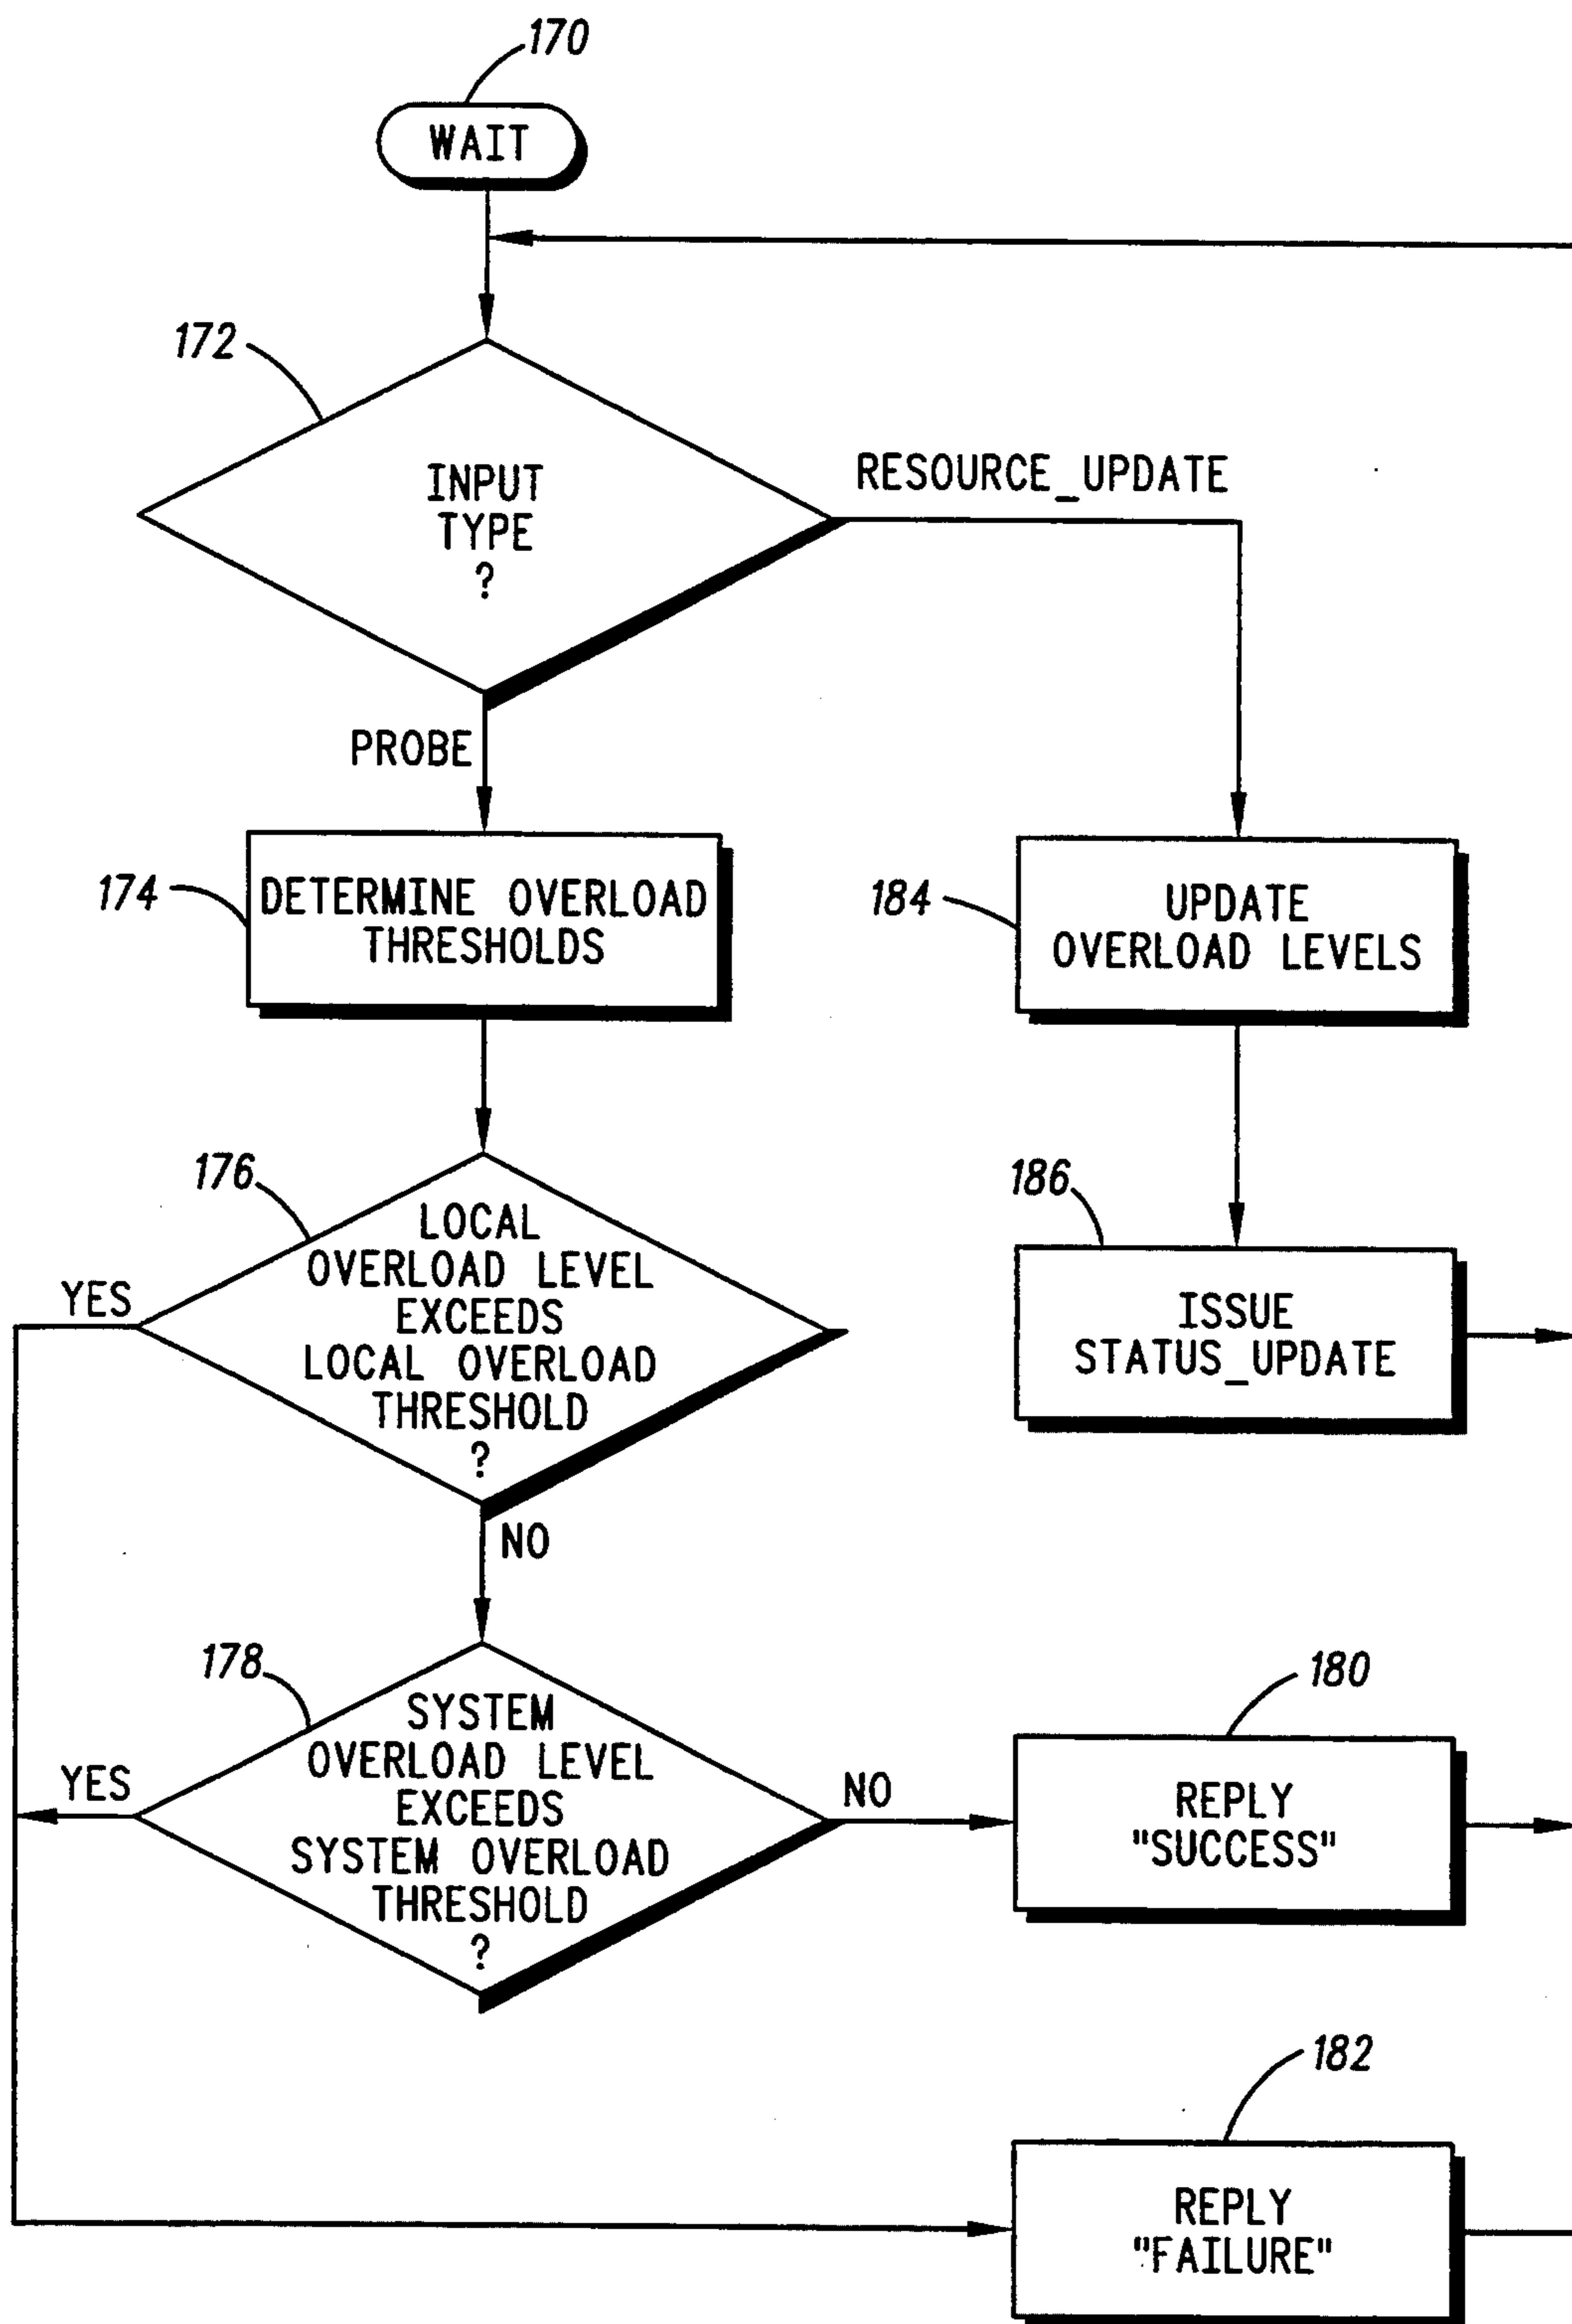 170
WAIT
172
INPUT
TYPE
?
RESOURCE_UPDATE
PROBE
174
DETERMINE OVERLOAD
THRESHOLDS
184
UPDATE
OVERLOAD LEVELS
176
LOCAL
OVERLOAD LEVEL
EXCEEDS
LOCAL OVERLOAD
THRESHOLD
?
YES
NO
186
ISSUE
STATUS_UPDATE
178
SYSTEM
OVERLOAD LEVEL
EXCEEDS
SYSTEM OVERLOAD
THRESHOLD
?
YES
NO
180
REPLY
"SUCCESS"
182
REPLY
"FAILURE"